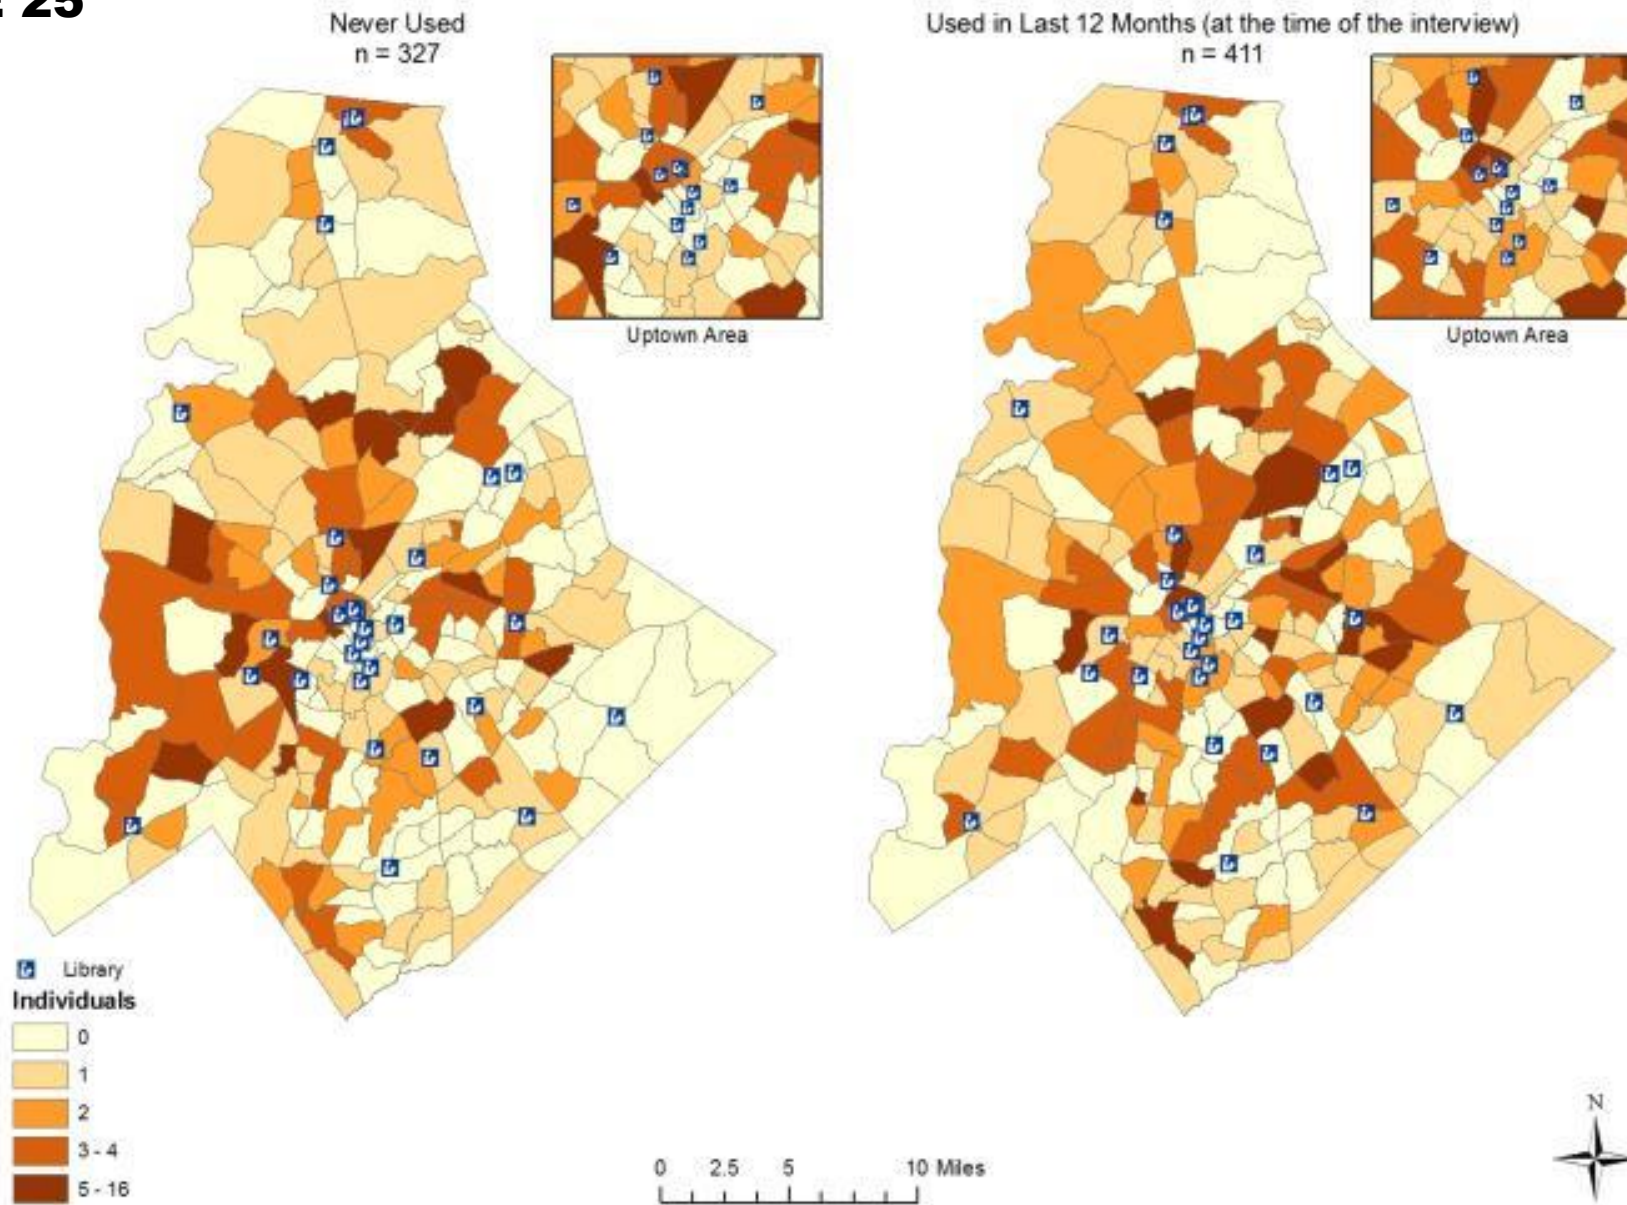 25
Never Used
n = 327
Uptown Area
Used in Last 12 Months (at the time of the interview)
n = 411
Uptown Area
Library
Individuals
0
1
2
3 - 4
5 - 16
0 2.5 5 10 Miles
N